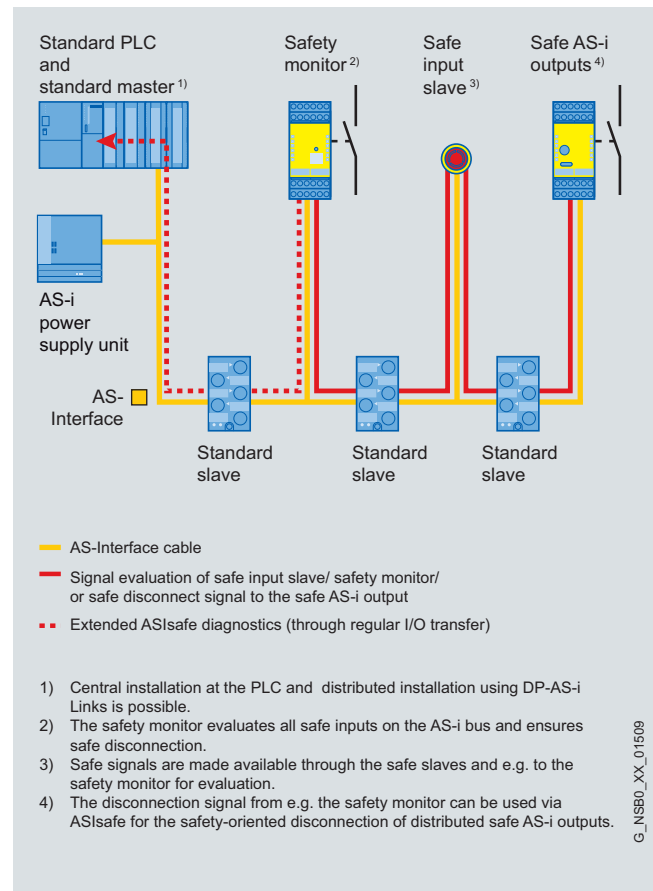 Standard PLC
and
standard master 1)
Safety
monitor 2)
Safe
input
slave 3)
Safe AS-i
outputs 4)
AS-i
power
supply unit
AS-
Interface
Standard
slave
Standard
slave
Standard
slave
AS-Interface cable
Signal evaluation of safe input slave/ safety monitor/
or safe disconnect signal to the safe AS-i output
Extended ASIsafe diagnostics (through regular I/O transfer)
1) Central installation at the PLC and distributed installation using DP-AS-i
Links is possible.
2) The safety monitor evaluates all safe inputs on the AS-i bus and ensures
safe disconnection.
3) Safe signals are made available through the safe slaves and e.g. to the
safety monitor for evaluation.
4) The disconnection signal from e.g. the safety monitor can be used via
ASIsafe for the safety-oriented disconnection of distributed safe AS-i outputs.
G_NSB0_XX_01509